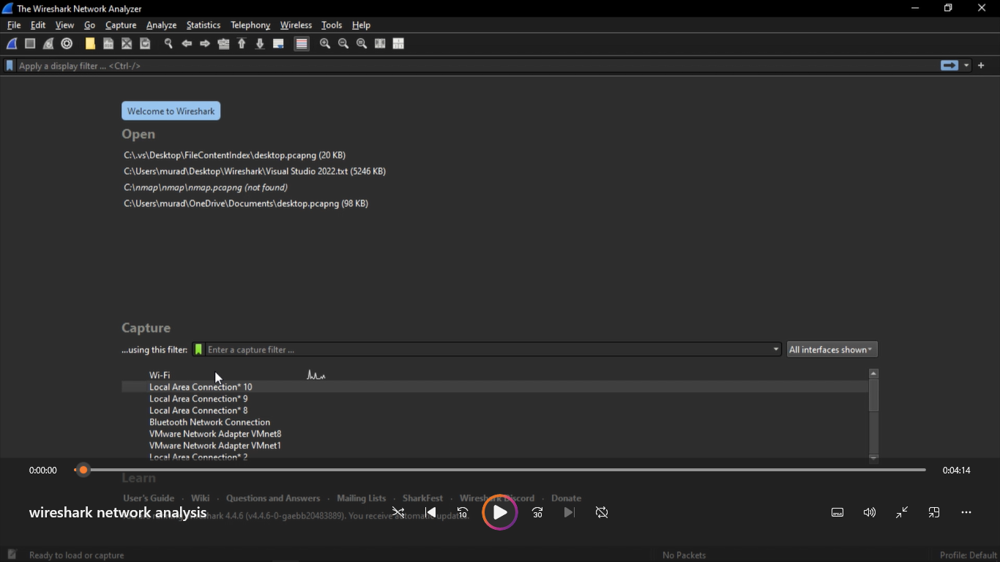 The Wireshark Network Analyzer
File Edit View Go Capture Analyze Statistics Telephony Wireless Tools Help
Apply a display filter ... <Ctrl-/>
Welcome to Wireshark
Open
C:\.vs\Desktop\FileContentIndex\desktop.pcapng (20 KB)
C:\Users\murad\Desktop\Wireshark\Visual Studio 2022.txt (5246 KB)
C:\nmap\nmap\nmap.pcapng (not found)
C:\Users\murad\OneDrive\Documents\desktop.pcapng (98 KB)
Capture
...using this filter: Enter a capture filter ... All interfaces shown
Wi-Fi
Local Area Connection* 10
Local Area Connection* 9
Local Area Connection* 8
Bluetooth Network Connection
VMware Network Adapter VMnet8
VMware Network Adapter VMnet1
Local Area Connection* 2
0:00:00 0:04:14
Learn
User's Guide · Wiki · Questions and Answers · Mailing Lists · SharkFest · Wireshark Discord · Donate
wireshark network analysis
10 30
4.4.6 (v4.4.6-0-gaebb20483889). You receive automatic updates.
Ready to load or capture No Packets Profile: Default